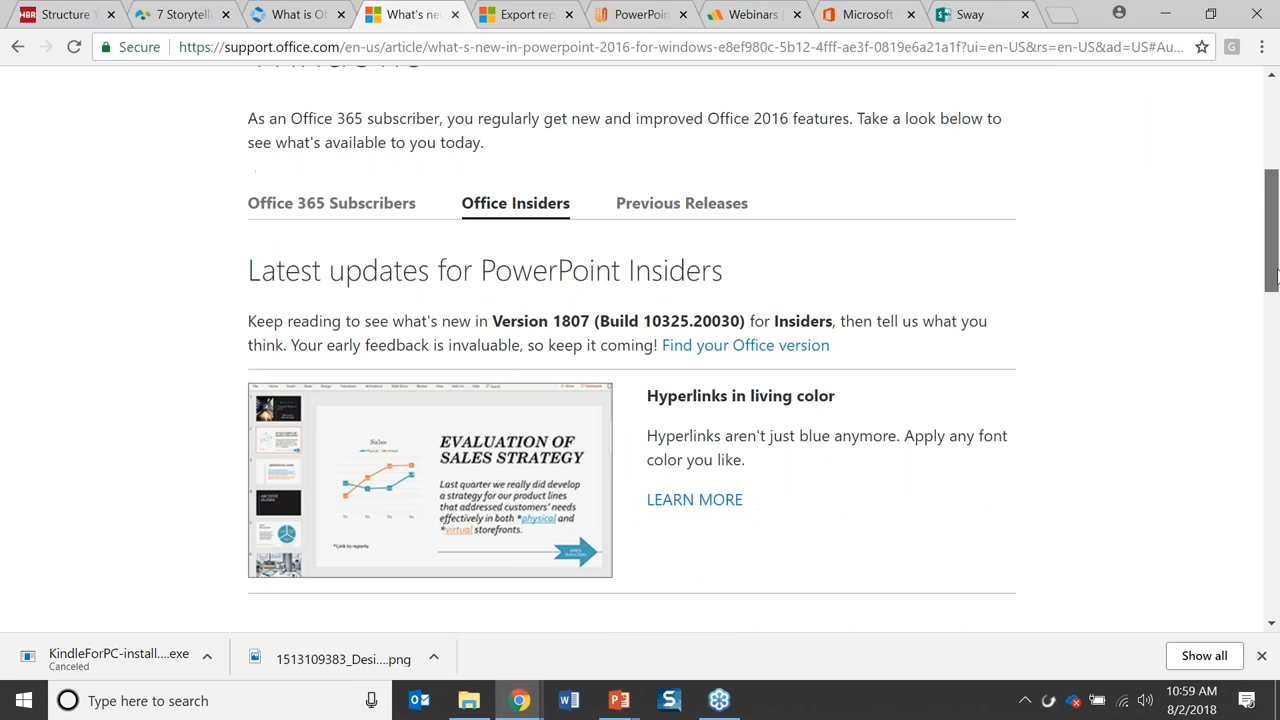 HBR Structure
7 Storytelli
What is Of
What's ne
Export rep
PowerPoin
Webinars
Microsoft
Sway
Secure
https://support.office.com/en-us/article/what-s-new-in-powerpoint-2016-for-windows-e8ef980c-5b12-4fff-ae3f-0819e6a21a1f?ui=en-US&rs=en-US&ad=US#Au...
G
As an Office 365 subscriber, you regularly get new and improved Office 2016 features. Take a look below to
see what's available to you today.
Office 365 Subscribers
Office Insiders
Previous Releases
Latest updates for PowerPoint Insiders
Keep reading to see what's new in Version 1807 (Build 10325.20030) for Insiders, then tell us what you
think. Your early feedback is invaluable, so keep it coming! Find your Office version
Sales
EVALUATION OF
SALES STRATEGY
Last quarter we really did develop
a strategy for our product lines
that addressed customers' needs
effectively in both *physical and
*virtual storefronts.
*Link to reports
Hyperlinks in living color
Hyperlinks aren't just blue anymore. Apply any font
color you like.
LEARN MORE
KindleForPC-install....exe
Canceled
1513109383_Desi....png
Show all
Type here to search
10:59 AM
8/2/2018